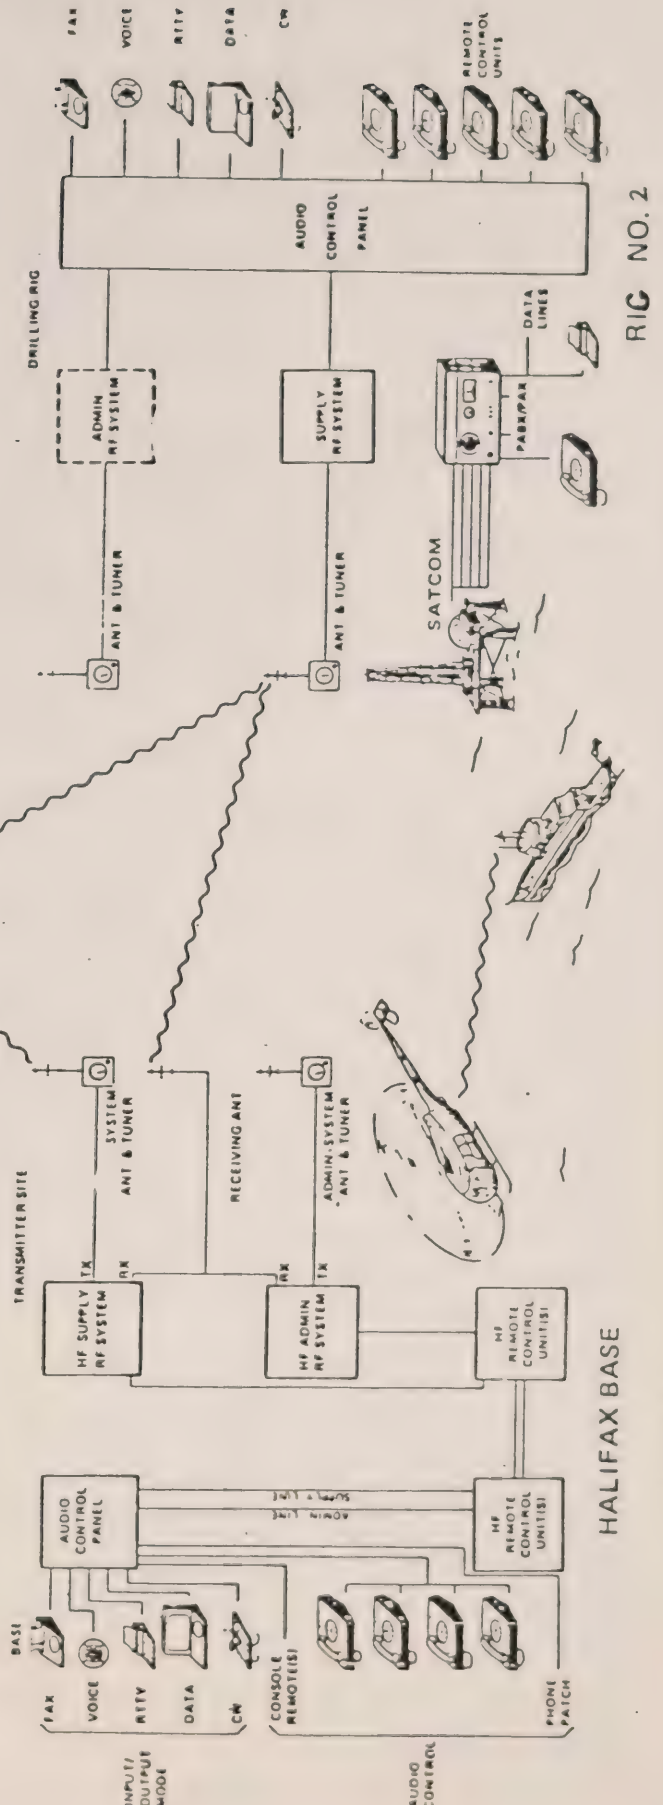 BASE
FAX
VOICE
RTTY
DATA
CW
INPUT/
OUTPUT
MODE
CONSOLE
REMOTE(S)
AUDIO
CONTROL
PHONE
PATCH
AUDIO
CONTROL
PANEL
ADMIN LINE
SUPPLY LINE
HF
REMOTE
CONTROL
UNIT(S)
HALIFAX BASE
TRANSMITTER SITE
HF SUPPLY
RF SYSTEM
TX
RX
HF ADMIN
RF SYSTEM
RX
TX
HF
REMOTE
CONTROL
UNIT(S)
SYSTEM
ANT & TUNER
RECEIVING ANT
ADMIN-SYSTEM
ANT & TUNER
DRILLING RIG
ANT & TUNER
ADMIN
RF SYSTEM
ANT & TUNER
SUPPLY
RF SYSTEM
SATCOM
PABX/PAX
DATA
LINES
AUDIO
CONTROL
PANEL
FAX
VOICE
RTTY
DATA
CW
REMOTE
CONTROL
UNITS
RIG NO. 2